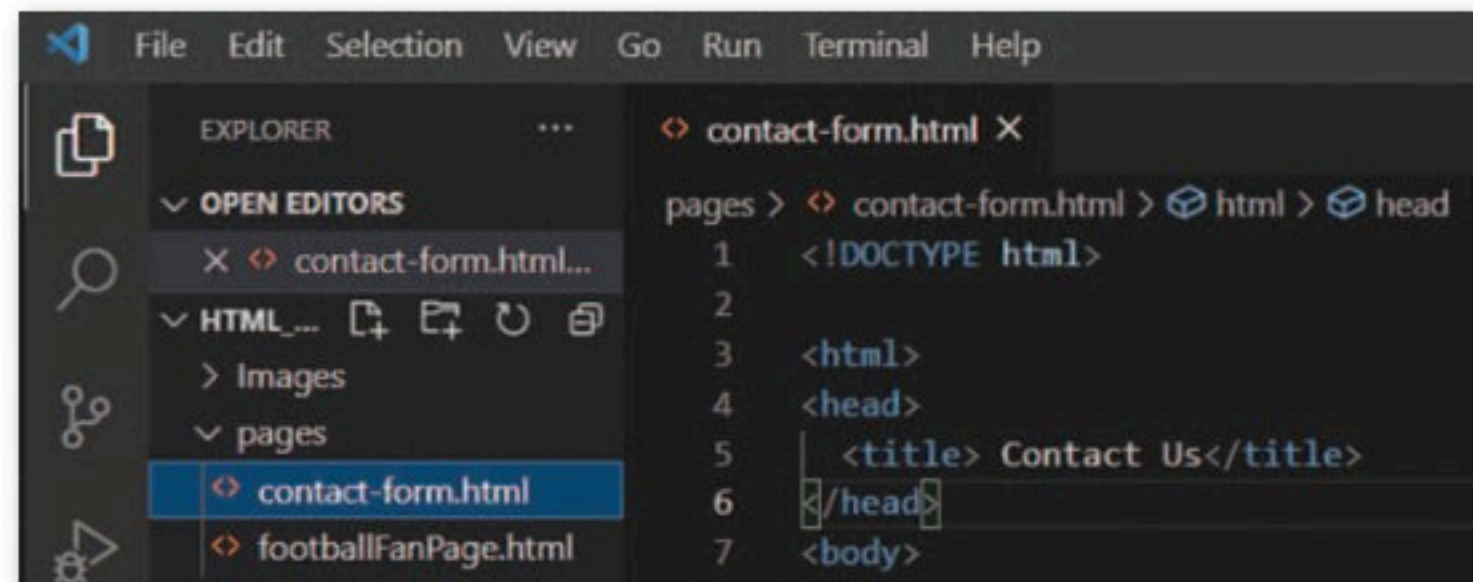 File Edit Selection View Go Run Terminal Help
EXPLORER ...
OPEN EDITORS
contact-form.html...
HTML_...
Images
pages
contact-form.html
footballFanPage.html
contact-form.html
pages > contact-form.html > html > head
1 <!DOCTYPE html>
2
3 <html>
4 <head>
5 <title> Contact Us</title>
6 </head>
7 <body>